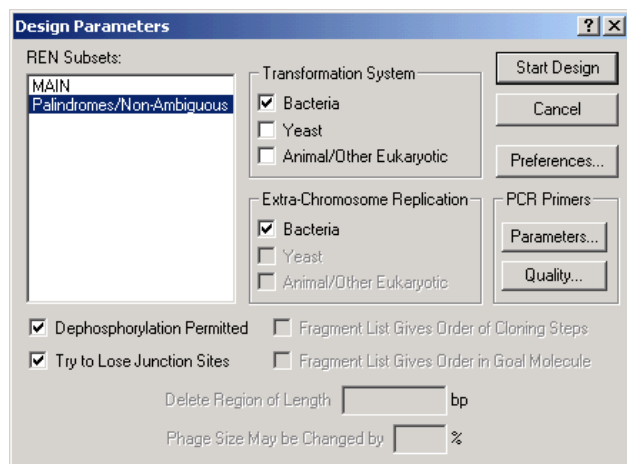 Design Parameters
REN Subsets:
MAIN
Palindromes/Non-Ambiguous
Transformation System
Bacteria
Yeast
Animal/Other Eukaryotic
Extra-Chromosome Replication
Bacteria
Yeast
Animal/Other Eukaryotic
Start Design
Cancel
Preferences...
PCR Primers
Parameters...
Quality...
Dephosphorylation Permitted
Fragment List Gives Order of Cloning Steps
Try to Lose Junction Sites
Fragment List Gives Order in Goal Molecule
Delete Region of Length bp
Phage Size May be Changed by %